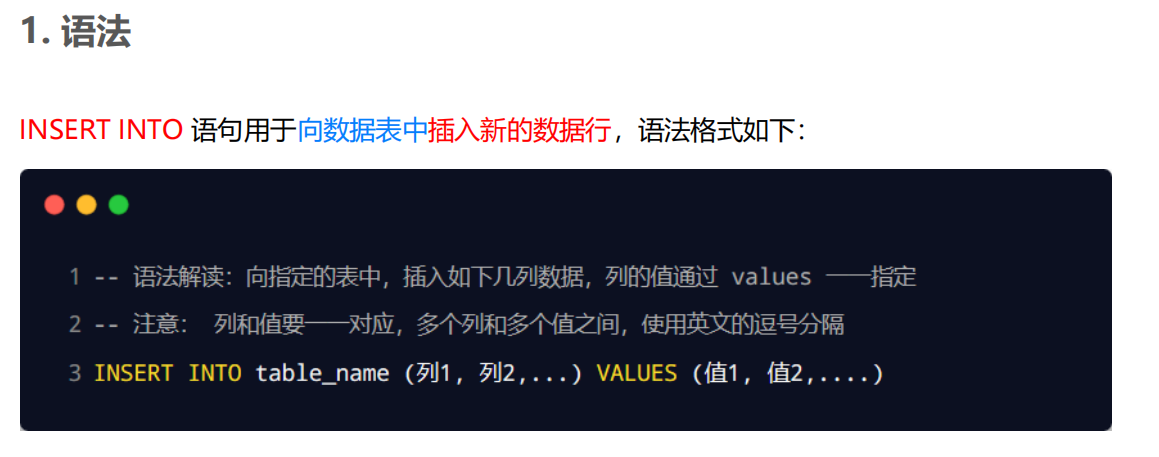 1. 语法
INSERT INTO 语句用于向数据表中插入新的数据行，语法格式如下：
1 -- 语法解读：向指定的表中，插入如下几列数据，列的值通过 values 一一指定
2 -- 注意： 列和值要一一对应，多个列和多个值之间，使用英文的逗号分隔
3 INSERT INTO table_name (列1, 列2,...) VALUES (值1, 值2,....)